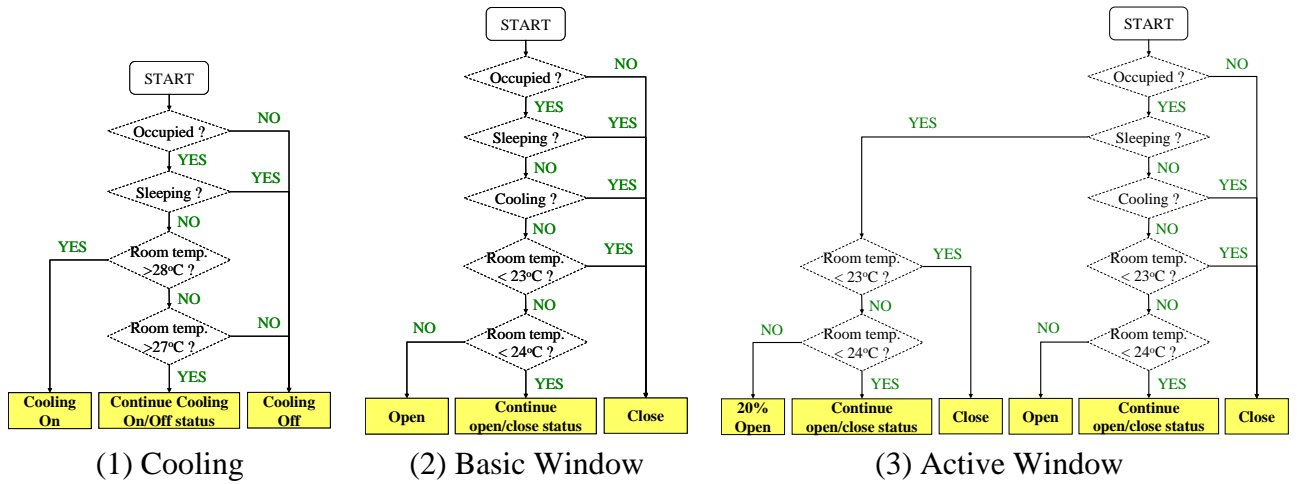 START
Occupied ?
NO
YES
Sleeping ?
YES
NO
YES
Room temp.
>28°C ?
NO
Room temp.
>27°C ?
NO
YES
Cooling
On
Continue Cooling
On/Off status
Cooling
Off
(1) Cooling
START
Occupied ?
NO
YES
Sleeping ?
YES
NO
Cooling ?
YES
NO
Room temp.
< 23°C ?
YES
NO
NO
Room temp.
< 24°C ?
YES
Open
Continue
open/close status
Close
(2) Basic Window
START
Occupied ?
NO
YES
YES
Sleeping ?
NO
Cooling ?
YES
NO
Room temp.
< 23°C ?
YES
NO
NO
Room temp.
< 24°C ?
YES
20%
Open
Continue
open/close status
Close
Room temp.
< 23°C ?
YES
NO
NO
Room temp.
< 24°C ?
YES
Open
Continue
open/close status
Close
(3) Active Window